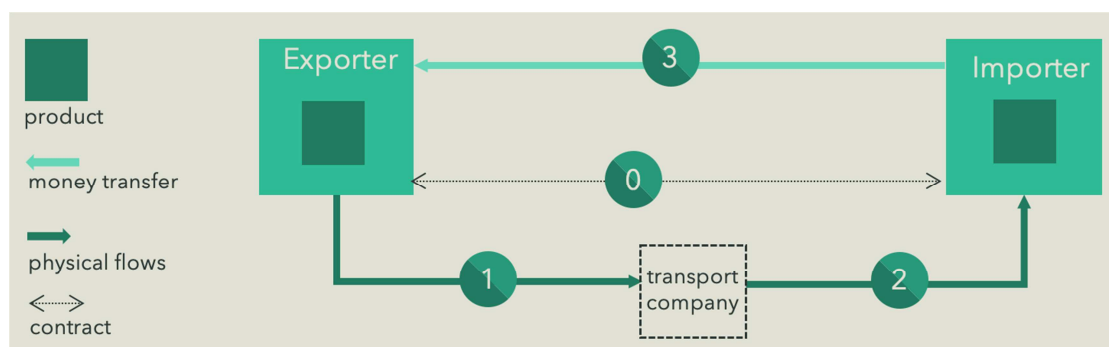 product
money transfer
physical flows
contract
Exporter
3
Importer
0
1
transport
company
2